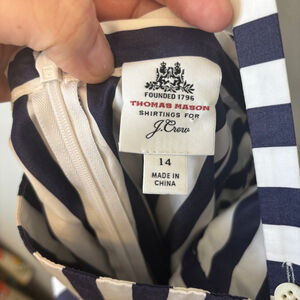 FOUNDED 1796
THOMAS MASON
SHIRTINGS FOR
J.Crew
14
MADE IN
CHINA